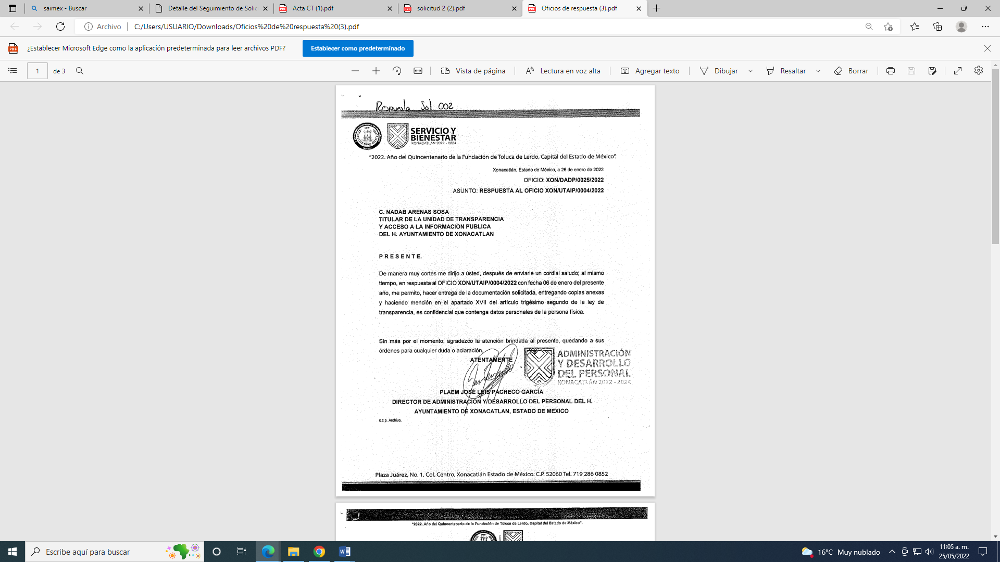 saimex - Buscar
Detalle del Seguimiento de Solic
Acta CT (1).pdf
solicitud 2 (2).pdf
Oficios de respuesta (3).pdf
Archivo
C:/Users/USUARIO/Downloads/Oficios%20de%20respuesta%20(3).pdf
¿Establecer Microsoft Edge como la aplicación predeterminada para leer archivos PDF?
Establecer como predeterminado
1 de 3
Vista de página
Lectura en voz alta
Agregar texto
Dibujar
Resaltar
Borrar
Respuesta Sol. 002
SERVICIO Y
BIENESTAR
XONACATLAN 2022 - 2024
"2022. Año del Quincentenario de la Fundación de Toluca de Lerdo, Capital del Estado de México".
Xonacatlán, Estado de México, a 26 de enero de 2022
OFICIO: XON/DADP/0025/2022
ASUNTO: RESPUESTA AL OFICIO XON/UTAIP/0004/2022
C. NADAB ARENAS SOSA
TITULAR DE LA UNIDAD DE TRANSPARENCIA
Y ACCESO A LA INFORMACION PUBLICA
DEL H. AYUNTAMIENTO DE XONACATLAN
P R E S E N T E.
De manera muy cortes me dirijo a usted, después de enviarle un cordial saludo; al mismo
tiempo, en respuesta al OFICIO XON/UTAIP/0004/2022 con fecha 06 de enero del presente
año, me permito, hacer entrega de la documentación solicitada, entregando copias anexas
y haciendo mención en el apartado XVII del artículo trigésimo segundo de la ley de
transparencia, es confidencial que contenga datos personales de la persona física.
.
Sin más por el momento, agradezco la atención brindada al presente, quedando a sus
órdenes para cualquier duda o aclaración.
ATENTAMENTE
ADMINISTRACIÓN
Y DESARROLLO
DEL PERSONAL
XONACATLÁN 2022 - 2024
PLAEM JOSÉ LUIS PACHECO GARCÍA
DIRECTOR DE ADMINISTRACION Y DESARROLLO DEL PERSONAL DEL H.
AYUNTAMIENTO DE XONACATLAN, ESTADO DE MEXICO
c.c.p. Archivo.
Plaza Juárez, No. 1, Col. Centro, Xonacatlán Estado de México. C.P. 52060 Tel. 719 286 0852
"2022. Año del Quincentenario de la Fundación de Toluca de Lerdo, Capital del Estado de México".
Escribe aquí para buscar
16°C Muy nublado
11:05 a. m.
25/05/2022